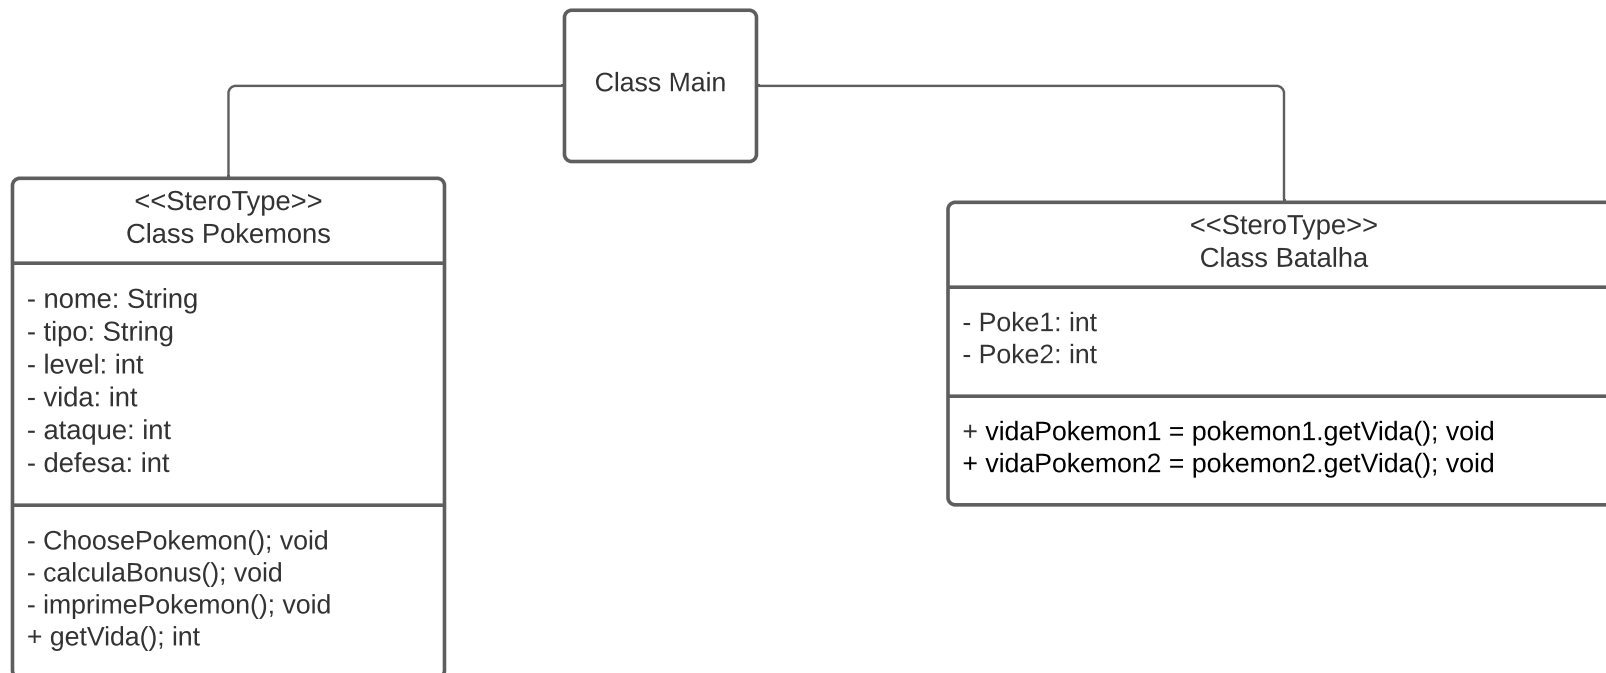 Class Main
<<SteroType>>
Class Pokemons
- nome: String
- tipo: String
- level: int
- vida: int
- ataque: int
- defesa: int
- ChoosePokemon(); void
- calculaBonus(); void
- imprimePokemon(); void
+ getVida(); int
<<SteroType>>
Class Batalha
- Poke1: int
- Poke2: int
+ vidaPokemon1 = pokemon1.getVida(); void
+ vidaPokemon2 = pokemon2.getVida(); void